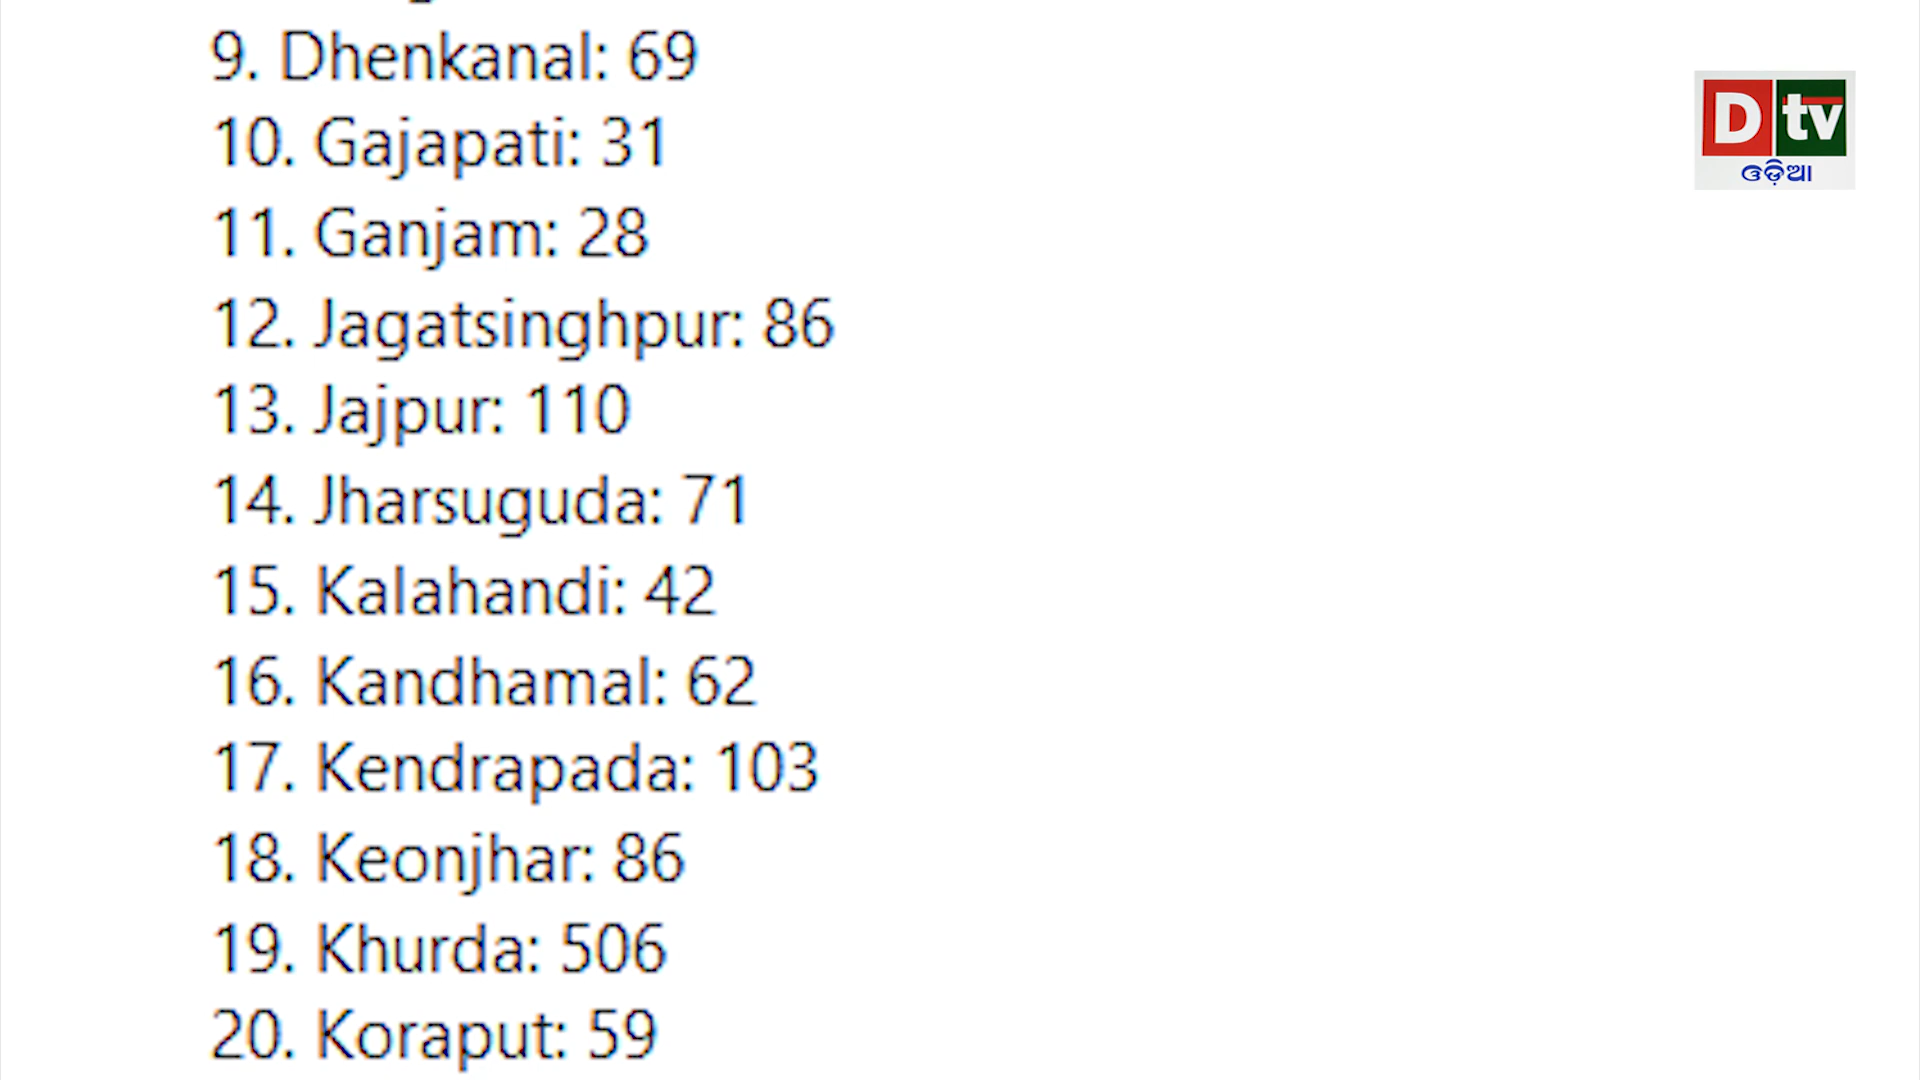 9. Dhenkanal: 69
10. Gajapati: 31
11. Ganjam: 28
12. Jagatsinghpur: 86
13. Jajpur: 110
14. Jharsuguda: 71
15. Kalahandi: 42
16. Kandhamal: 62
17. Kendrapada: 103
18. Keonjhar: 86
19. Khurda: 506
20. Koraput: 59
D tv
ଓଡ଼ିଆ